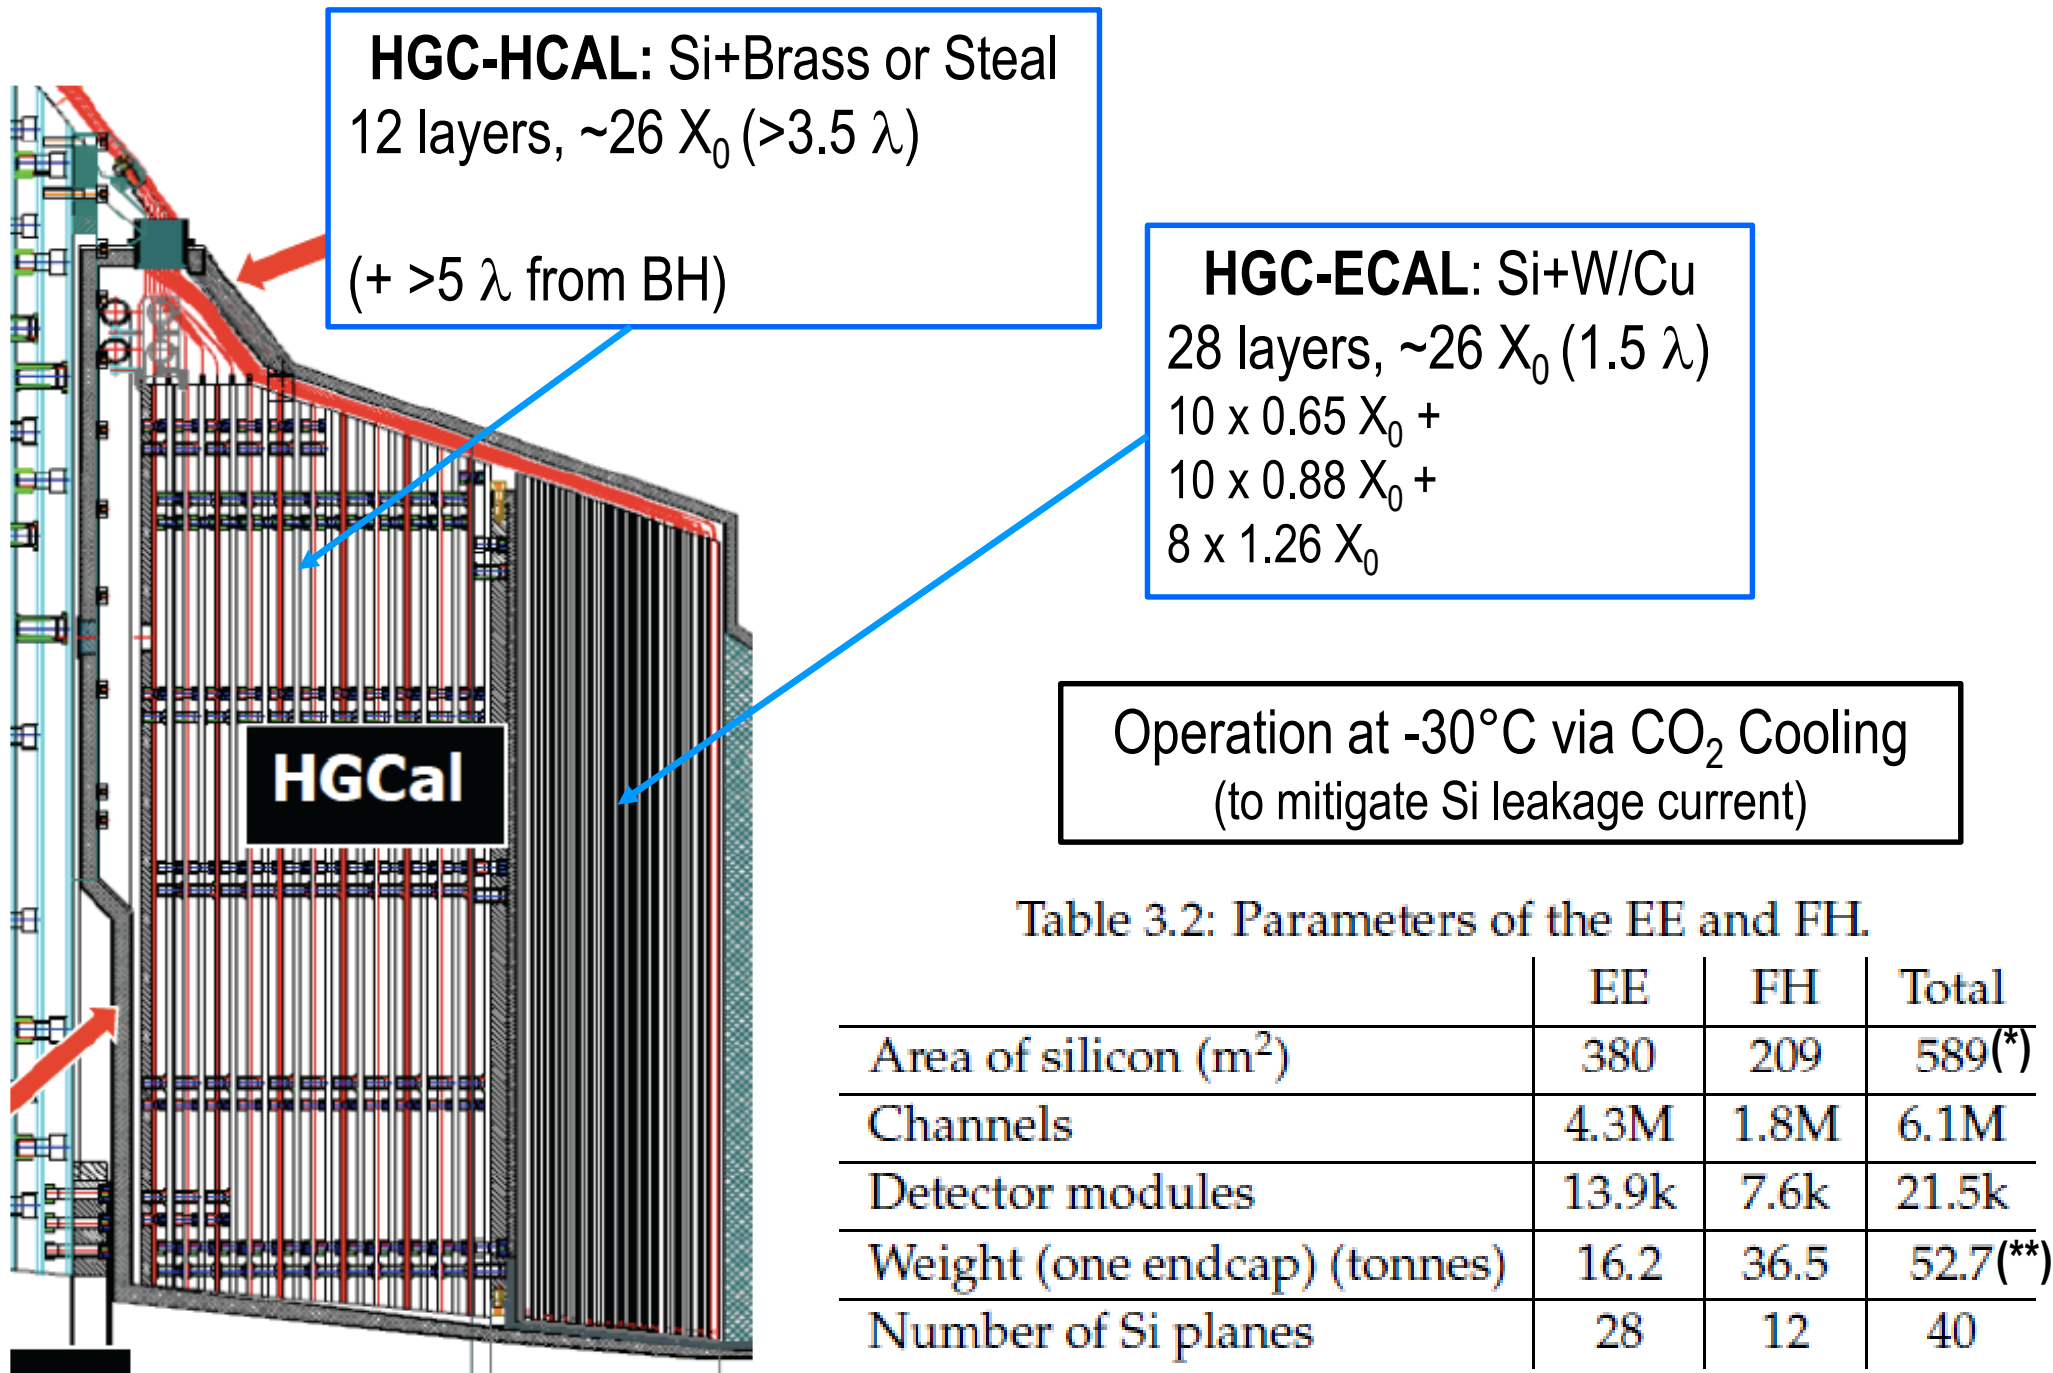 HGC-HCAL: Si+Brass or Steal
12 layers, ~26 X₀ (>3.5 λ)
(+ >5 λ from BH)
HGC-ECAL: Si+W/Cu
28 layers, ~26 X₀ (1.5 λ)
10 x 0.65 X₀ +
10 x 0.88 X₀ +
8 x 1.26 X₀
HGCal
Operation at -30°C via CO₂ Cooling
(to mitigate Si leakage current)
Table 3.2: Parameters of the EE and FH.
EE FH Total
Area of silicon (m²) 380 209 589(*)
Channels 4.3M 1.8M 6.1M
Detector modules 13.9k 7.6k 21.5k
Weight (one endcap) (tonnes) 16.2 36.5 52.7(**)
Number of Si planes 28 12 40